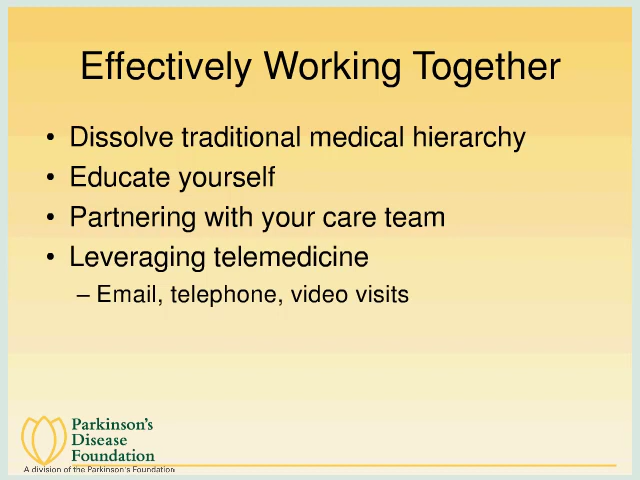 Effectively Working Together
• Dissolve traditional medical hierarchy
• Educate yourself
• Partnering with your care team
• Leveraging telemedicine
– Email, telephone, video visits
Parkinson's
Disease
Foundation
A division of the Parkinson's Foundation